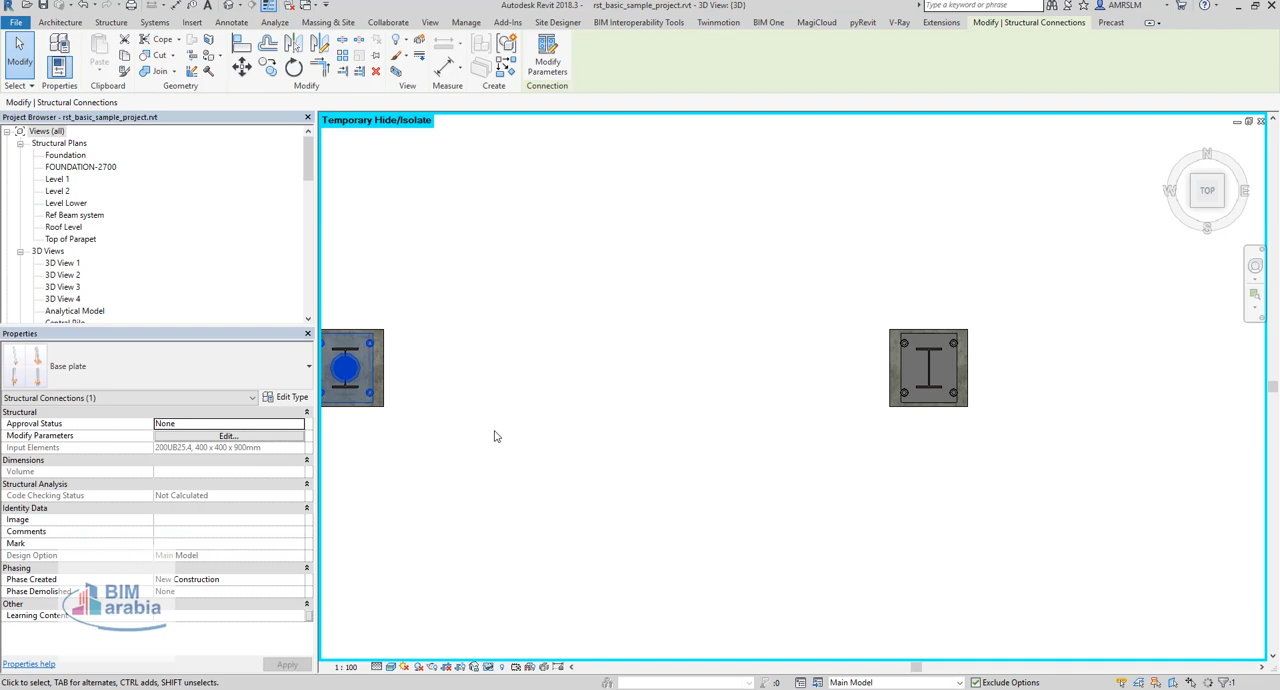 Autodesk Revit 2018.3 - rst_basic_sample_project.rvt - 3D View: {3D}
Type a keyword or phrase
AMRSLM
File Architecture Structure Systems Insert Annotate Analyze Massing & Site Collaborate View Manage Add-Ins Site Designer BIM Interoperability Tools Twinmotion BIM One MagiCloud pyRevit V-Ray Extensions Modify | Structural Connections Precast
Modify
Paste
Cope
Cut
Join
Modify Parameters
Select Properties Clipboard Geometry Modify View Measure Create Connection
Modify | Structural Connections
Project Browser - rst_basic_sample_project.rvt
Views (all)
Structural Plans
Foundation
FOUNDATION-2700
Level 1
Level 2
Level Lower
Ref Beam system
Roof Level
Top of Parapet
3D Views
3D View 1
3D View 2
3D View 3
3D View 4
Analytical Model
Temporary Hide/Isolate
N
W
TOP
E
S
Properties
Base plate
Structural Connections (1)
Edit Type
Structural
Approval Status None
Modify Parameters Edit...
Input Elements 200UB25.4, 400 x 400 x 900mm
Dimensions
Volume
Structural Analysis
Code Checking Status Not Calculated
Identity Data
Image
Comments
Mark
Design Option Main Model
Phasing
Phase Created New Construction
Phase Demolished None
Other
Learning Content
BIM
arabia
Properties help
Apply
1 : 100
Click to select, TAB for alternates, CTRL adds, SHIFT unselects.
:0
Main Model
Exclude Options
:1